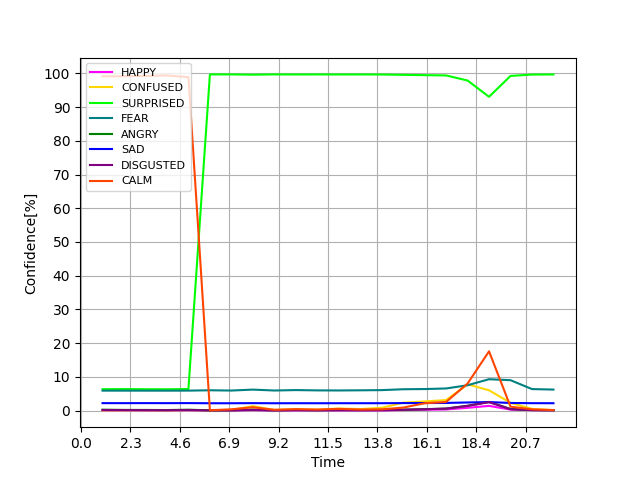 HAPPY
CONFUSED
SURPRISED
FEAR
ANGRY
SAD
DISGUSTED
CALM
100
90
80
70
60
50
40
30
20
10
0
Confidence[%]
0.0 2.3 4.6 6.9 9.2 11.5 13.8 16.1 18.4 20.7
Time